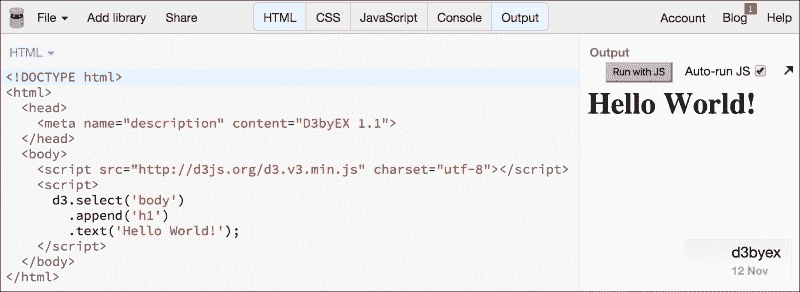 File Add library Share HTML CSS JavaScript Console Output Account Blog 1 Help
HTML
<!DOCTYPE html>
<html>
  <head>
    <meta name="description" content="D3byEX 1.1">
  </head>
  <body>
    <script src="http://d3js.org/d3.v3.min.js" charset="utf-8"></script>
    <script>
      d3.select('body')
        .append('h1')
        .text('Hello World!');
    </script>
  </body>
</html>
Output
Run with JS Auto-run JS
Hello World!
d3byex
12 Nov